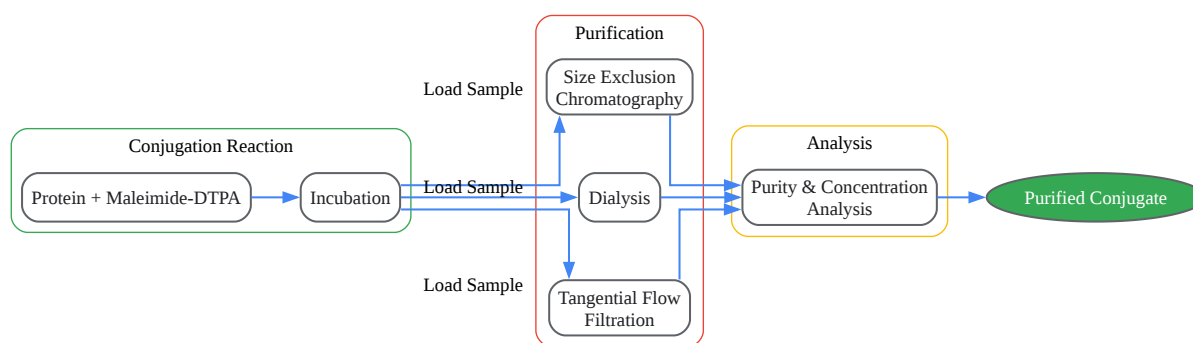 Conjugation Reaction
Protein + Maleimide-DTPA
Incubation
Load Sample
Load Sample
Load Sample
Purification
Size Exclusion
Chromatography
Dialysis
Tangential Flow
Filtration
Analysis
Purity & Concentration
Analysis
Purified Conjugate